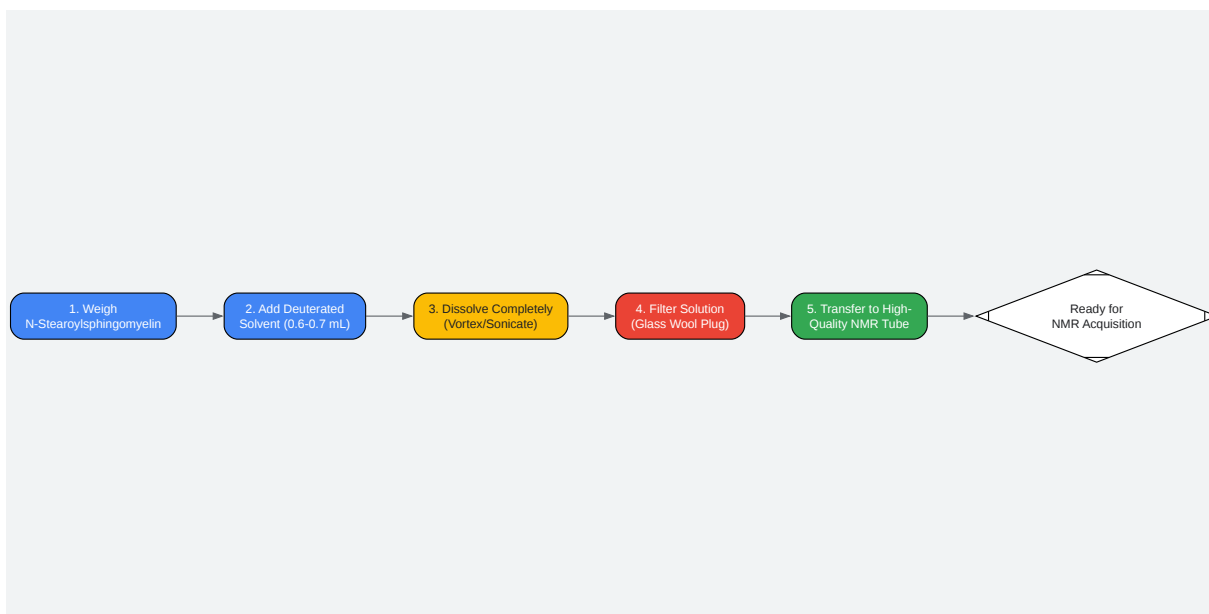 1. Weigh
N-Stearoylsphingomyelin
2. Add Deuterated
Solvent (0.6-0.7 mL)
3. Dissolve Completely
(Vortex/Sonicate)
4. Filter Solution
(Glass Wool Plug)
5. Transfer to High-
Quality NMR Tube
Ready for
NMR Acquisition